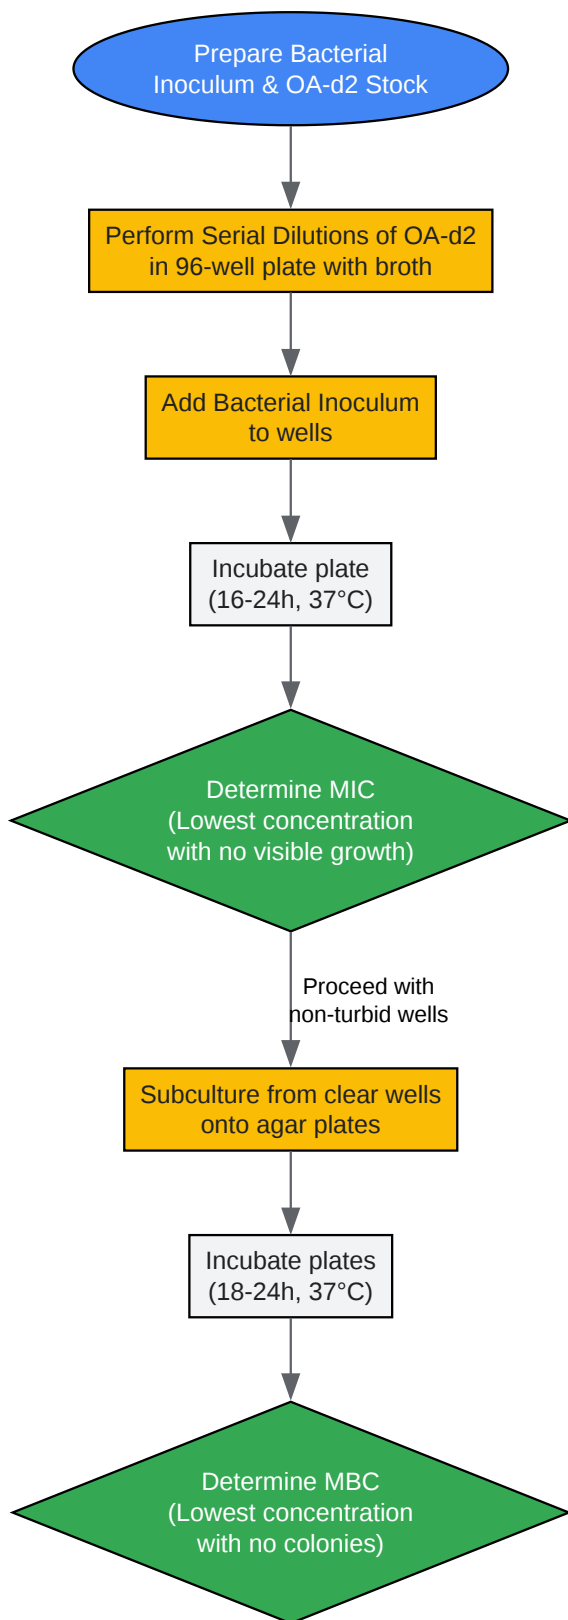 Prepare Bacterial
Inoculum & OA-d2 Stock
Perform Serial Dilutions of OA-d2
in 96-well plate with broth
Add Bacterial Inoculum
to wells
Incubate plate
(16-24h, 37°C)
Determine MIC
(Lowest concentration
with no visible growth)
Proceed with
non-turbid wells
Subculture from clear wells
onto agar plates
Incubate plates
(18-24h, 37°C)
Determine MBC
(Lowest concentration
with no colonies)